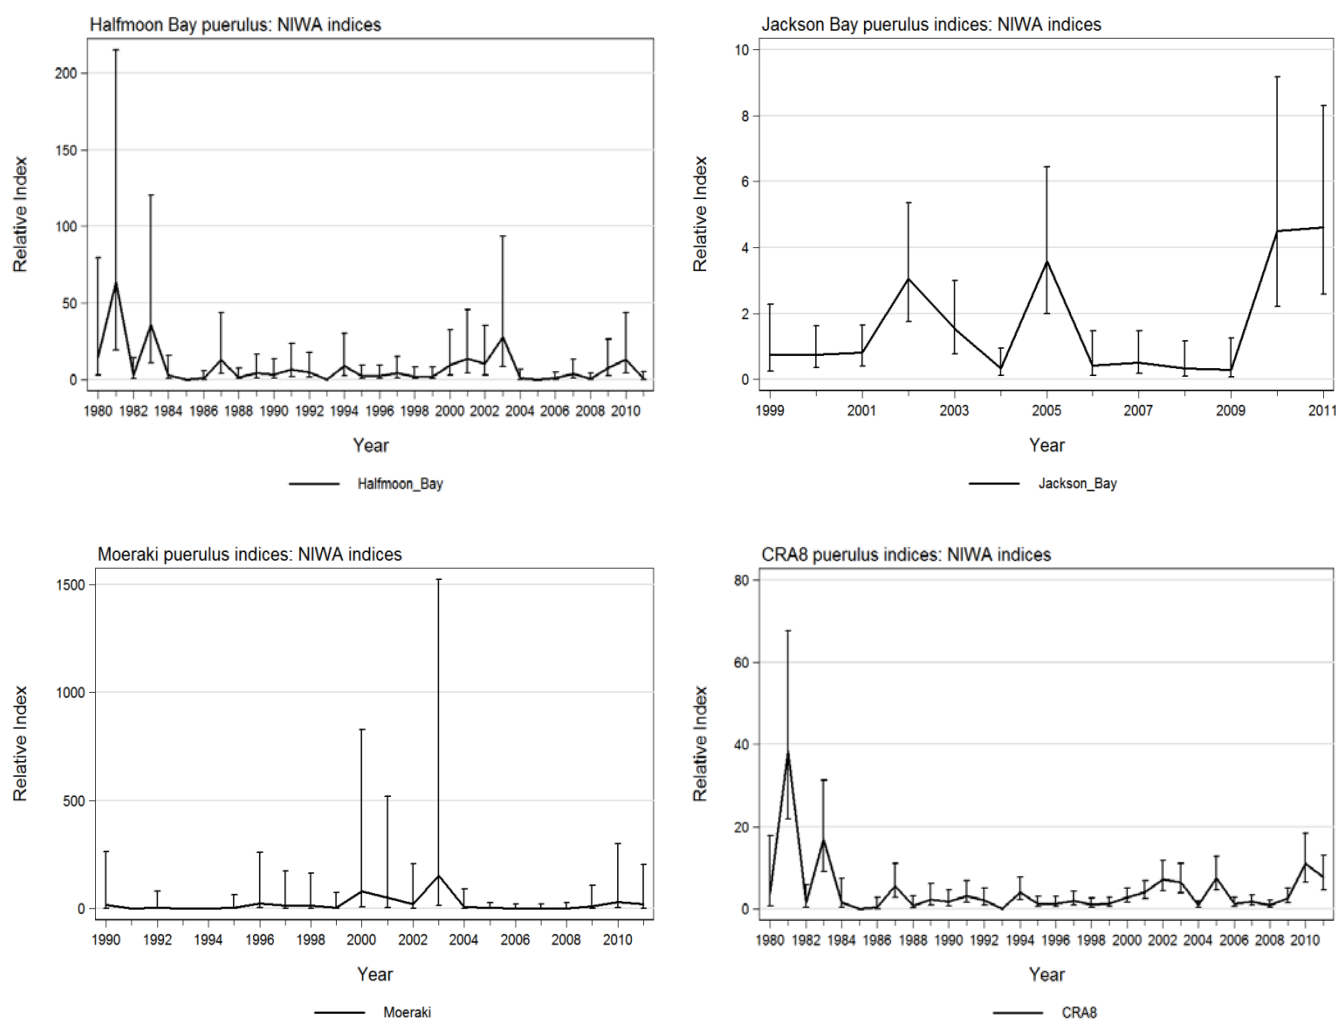 Halfmoon Bay puerulus: NIWA indices
200
150
100
50
0
Relative Index
1980 1982 1984 1986 1988 1990 1992 1994 1996 1998 2000 2002 2004 2006 2008 2010
Year
Halfmoon_Bay
Jackson Bay puerulus indices: NIWA indices
10
8
6
4
2
0
Relative Index
1999 2001 2003 2005 2007 2009 2011
Year
Jackson_Bay
Moeraki puerulus indices: NIWA indices
1500
1000
500
0
Relative Index
1990 1992 1994 1996 1998 2000 2002 2004 2006 2008 2010
Year
Moeraki
CRA8 puerulus indices: NIWA indices
80
60
40
20
0
Relative Index
1980 1982 1984 1986 1988 1990 1992 1994 1996 1998 2000 2002 2004 2006 2008 2010
Year
CRA8